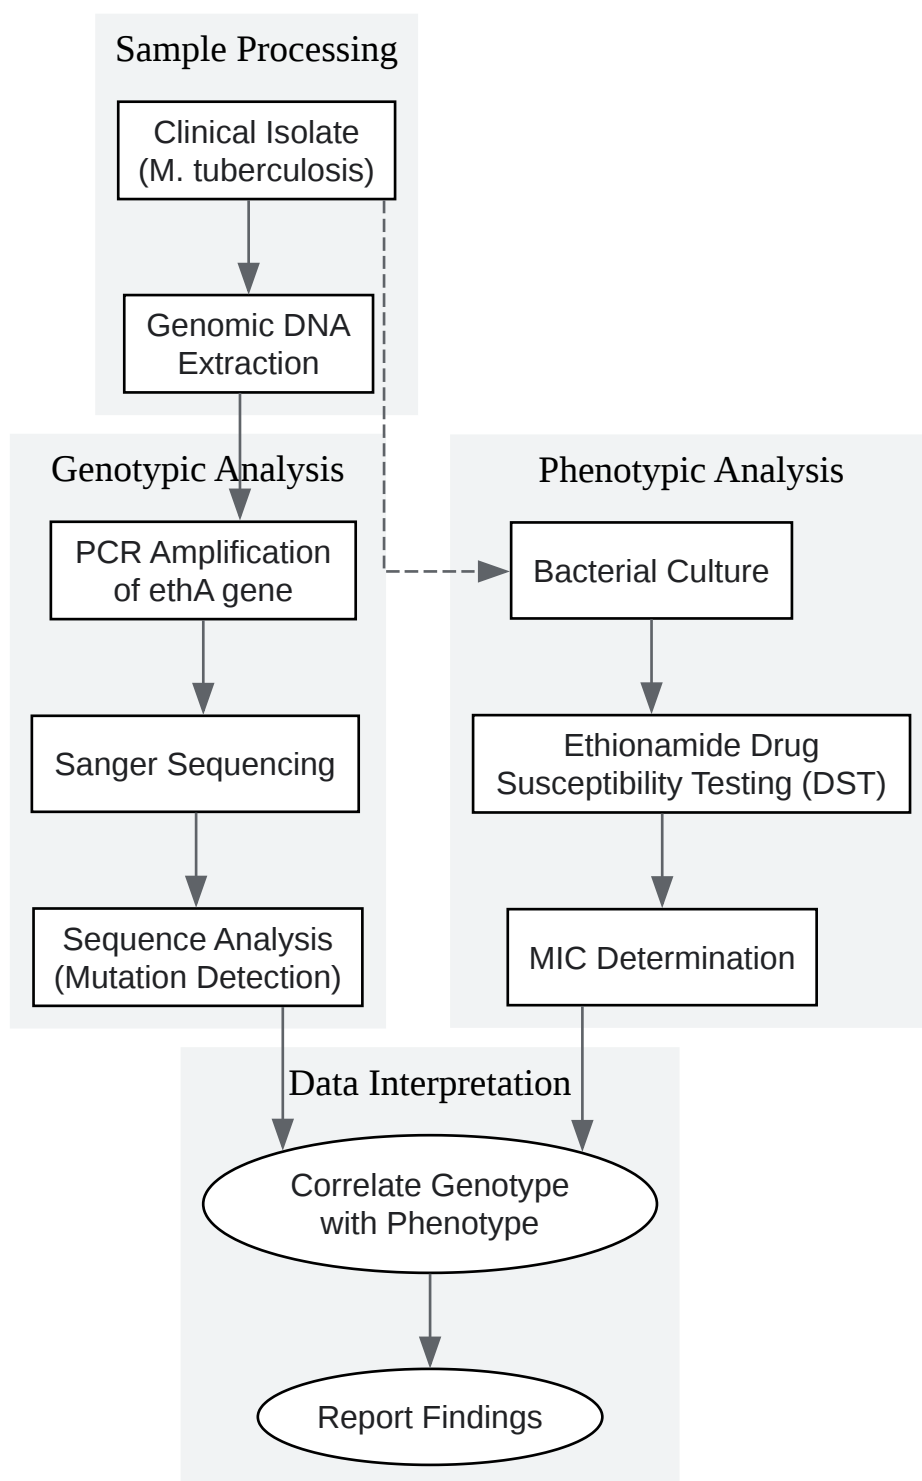 Sample Processing
Clinical Isolate
(M. tuberculosis)
Genomic DNA
Extraction
Genotypic Analysis
PCR Amplification
of ethA gene
Sanger Sequencing
Sequence Analysis
(Mutation Detection)
Phenotypic Analysis
Bacterial Culture
Ethionamide Drug
Susceptibility Testing (DST)
MIC Determination
Data Interpretation
Correlate Genotype
with Phenotype
Report Findings